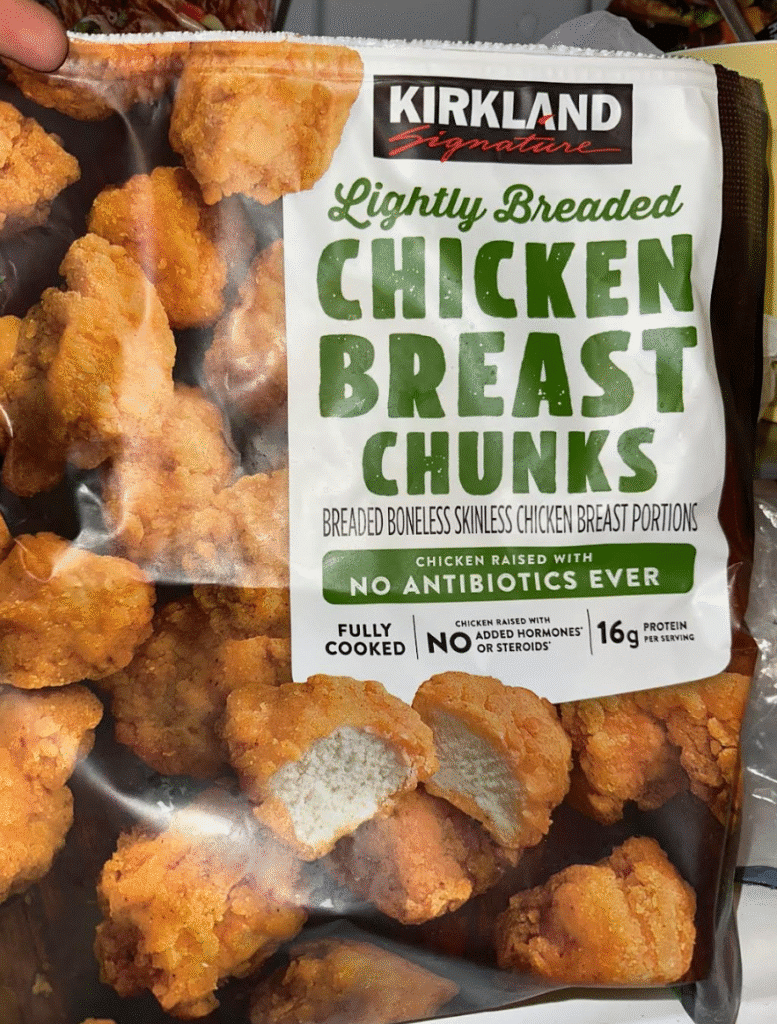 KIRKLAND
Signature
Lightly Breaded
CHICKEN
BREAST
CHUNKS
BREADED BONELESS SKINLESS CHICKEN BREAST PORTIONS
CHICKEN RAISED WITH
NO ANTIBIOTICS EVER
FULLY
COOKED
CHICKEN RAISED WITH
NO ADDED HORMONES*
OR STEROIDS*
16g PROTEIN
PER SERVING